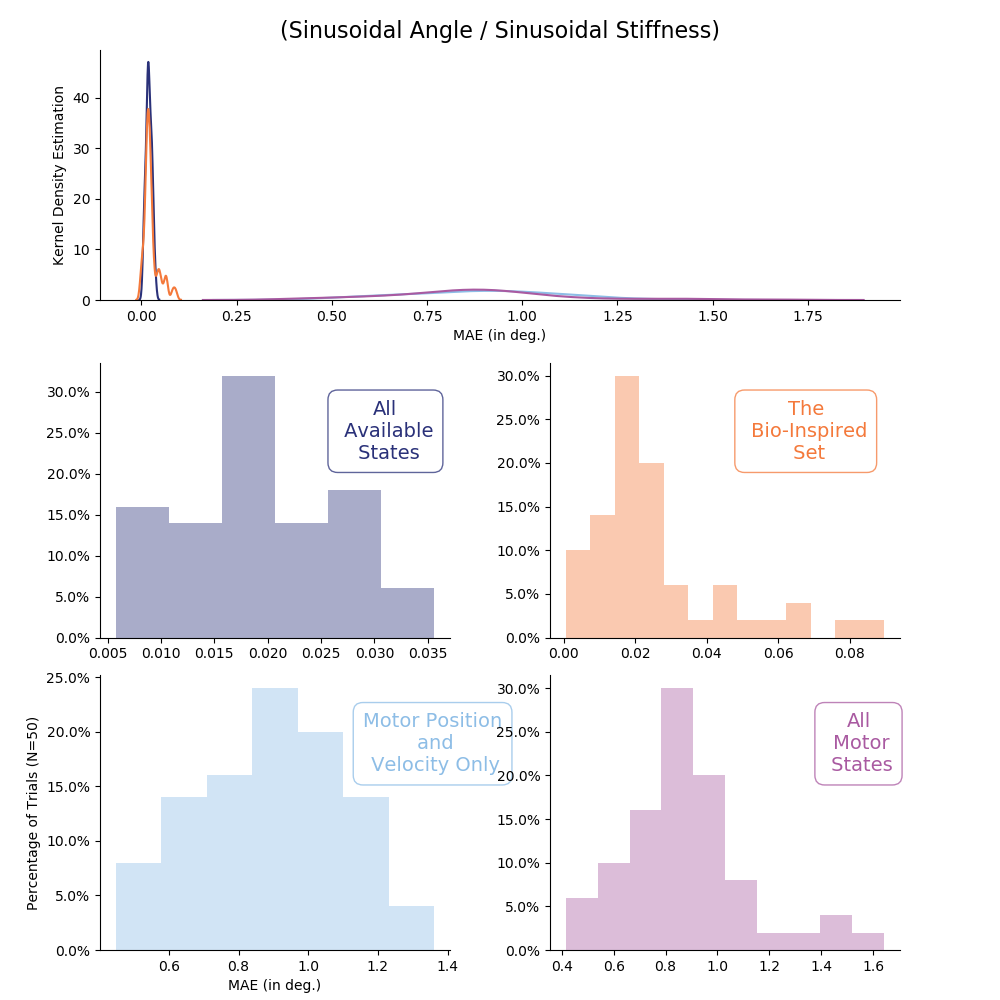 (Sinusoidal Angle / Sinusoidal Stiffness)
Kernel Density Estimation
40
30
20
10
0
0.00 0.25 0.50 0.75 1.00 1.25 1.50 1.75
MAE (in deg.)
30.0%
25.0%
20.0%
15.0%
10.0%
5.0%
0.0%
All
Available
States
0.005 0.010 0.015 0.020 0.025 0.030 0.035
30.0%
25.0%
20.0%
15.0%
10.0%
5.0%
0.0%
The
Bio-Inspired
Set
0.00 0.02 0.04 0.06 0.08
Percentage of Trials (N=50)
25.0%
20.0%
15.0%
10.0%
5.0%
0.0%
Motor Position
and
Velocity Only
0.6 0.8 1.0 1.2 1.4
MAE (in deg.)
30.0%
25.0%
20.0%
15.0%
10.0%
5.0%
0.0%
All
Motor
States
0.4 0.6 0.8 1.0 1.2 1.4 1.6